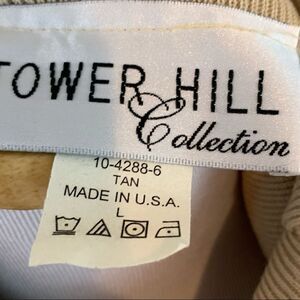 TOWER HILL
Collection
10-4288-6
TAN
MADE IN U.S.A.
L